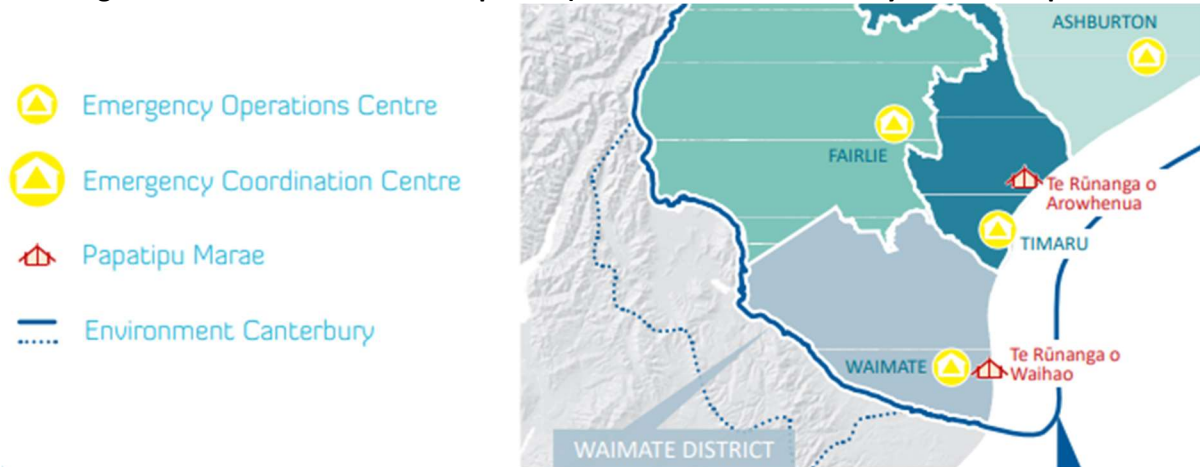 Emergency Operations Centre
Emergency Coordination Centre
Papatipu Marae
Environment Canterbury
ASHBURTON
FAIRLIE
Te Rūnanga o
Arowhenua
TIMARU
WAIMATE
Te Rūnanga o
Waihao
WAIMATE DISTRICT